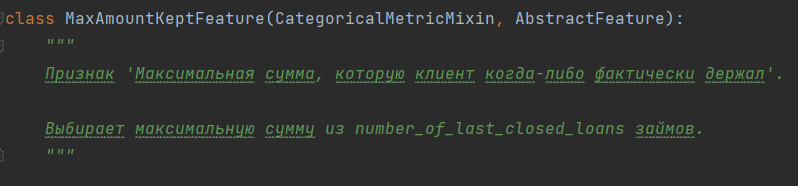 class MaxAmountKeptFeature(CategoricalMetricMixin, AbstractFeature):
"""
Признак 'Максимальная сумма, которую клиент когда-либо фактически держал'.
Выбирает максимальную сумму из number_of_last_closed_loans займов.
"""